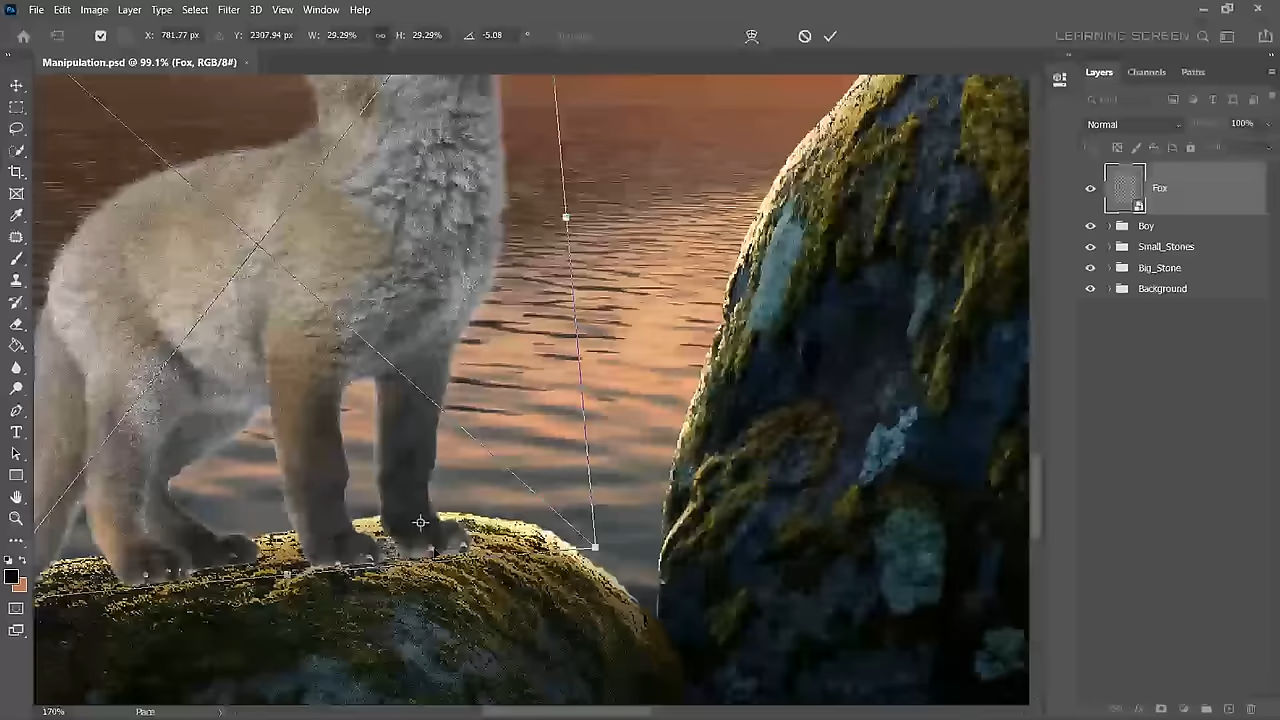 Ps File Edit Image Layer Type Select Filter 3D View Window Help
X: 781.77 px Y: 2307.94 px W: 29.29% H: 29.29% -5.08 °
LEARNING SCREEN
Manipulation.psd @ 99.1% (Fox, RGB/8#)
Layers Channels Paths
Normal 100%
Fox
Boy
Small_Stones
Big_Stone
Background
170%